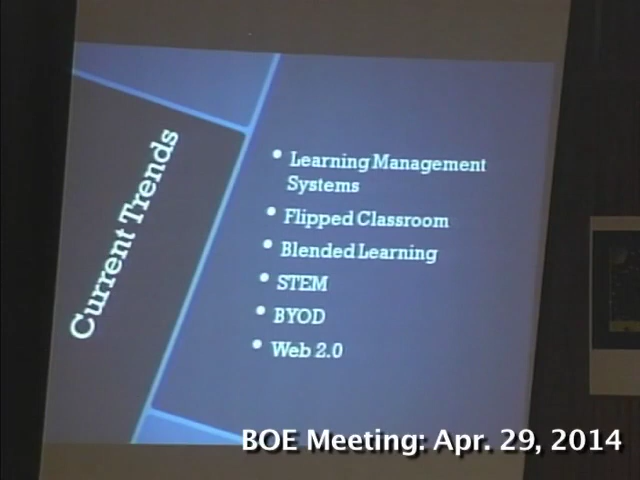 Current Trends
• Learning Management
Systems
• Flipped Classroom
• Blended Learning
• STEM
• BYOD
• Web 2.0
BOE Meeting: Apr. 29, 2014